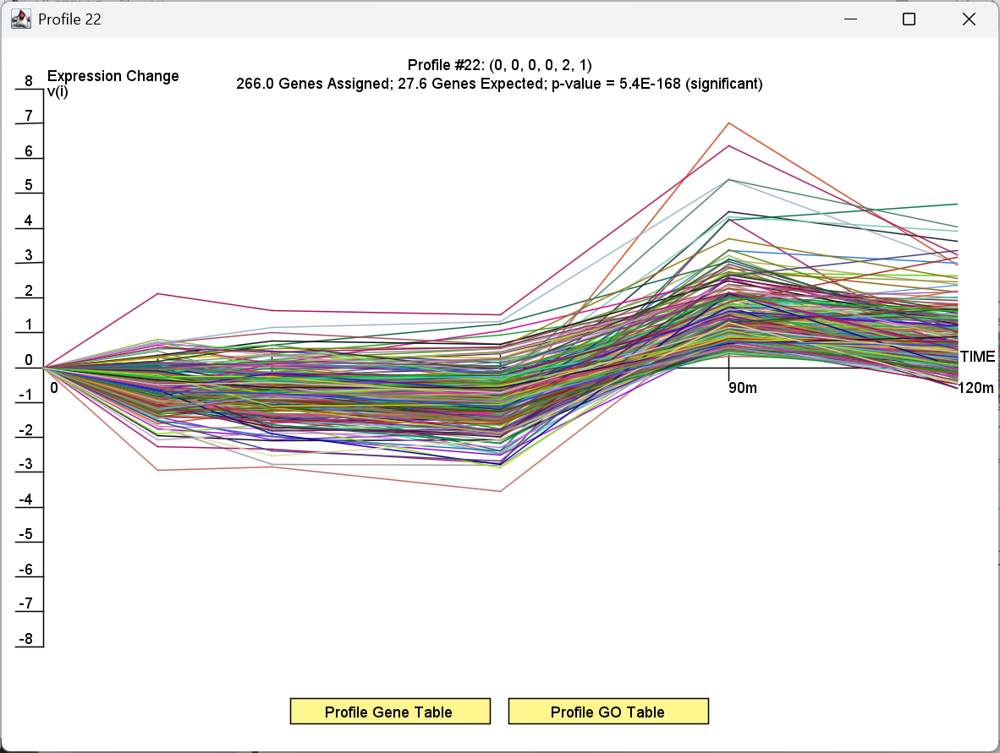 Profile 22
Profile #22: (0, 0, 0, 0, 2, 1)
266.0 Genes Assigned; 27.6 Genes Expected; p-value = 5.4E-168 (significant)
Expression Change
v(i)
8
7
6
5
4
3
2
1
0
-1
-2
-3
-4
-5
-6
-7
-8
TIME
0
90m
120m
Profile Gene Table
Profile GO Table